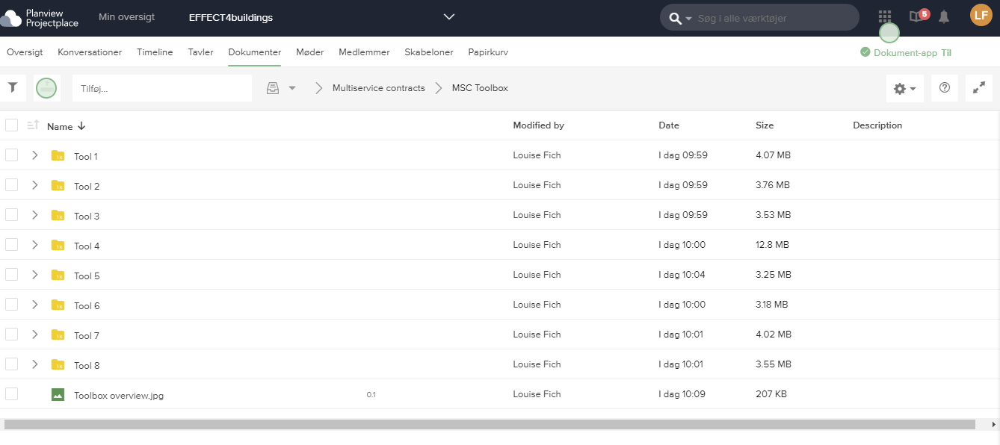 Planview
Projectplace
Min oversigt
EFFECT4buildings
Søg i alle værktøjer
5
LF
Oversigt Konversationer Timeline Tavler Dokumenter Møder Medlemmer Skabeloner Papirkurv
Dokument-app Til
Tilføj...
Multiservice contracts
MSC Toolbox
Name Modified by Date Size Description
Tool 1 Louise Fich I dag 09:59 4.07 MB
Tool 2 Louise Fich I dag 09:59 3.76 MB
Tool 3 Louise Fich I dag 09:59 3.53 MB
Tool 4 Louise Fich I dag 10:00 12.8 MB
Tool 5 Louise Fich I dag 10:04 3.25 MB
Tool 6 Louise Fich I dag 10:00 3.18 MB
Tool 7 Louise Fich I dag 10:01 4.02 MB
Tool 8 Louise Fich I dag 10:01 3.55 MB
Toolbox overview.jpg 0.1 Louise Fich I dag 10:09 207 KB